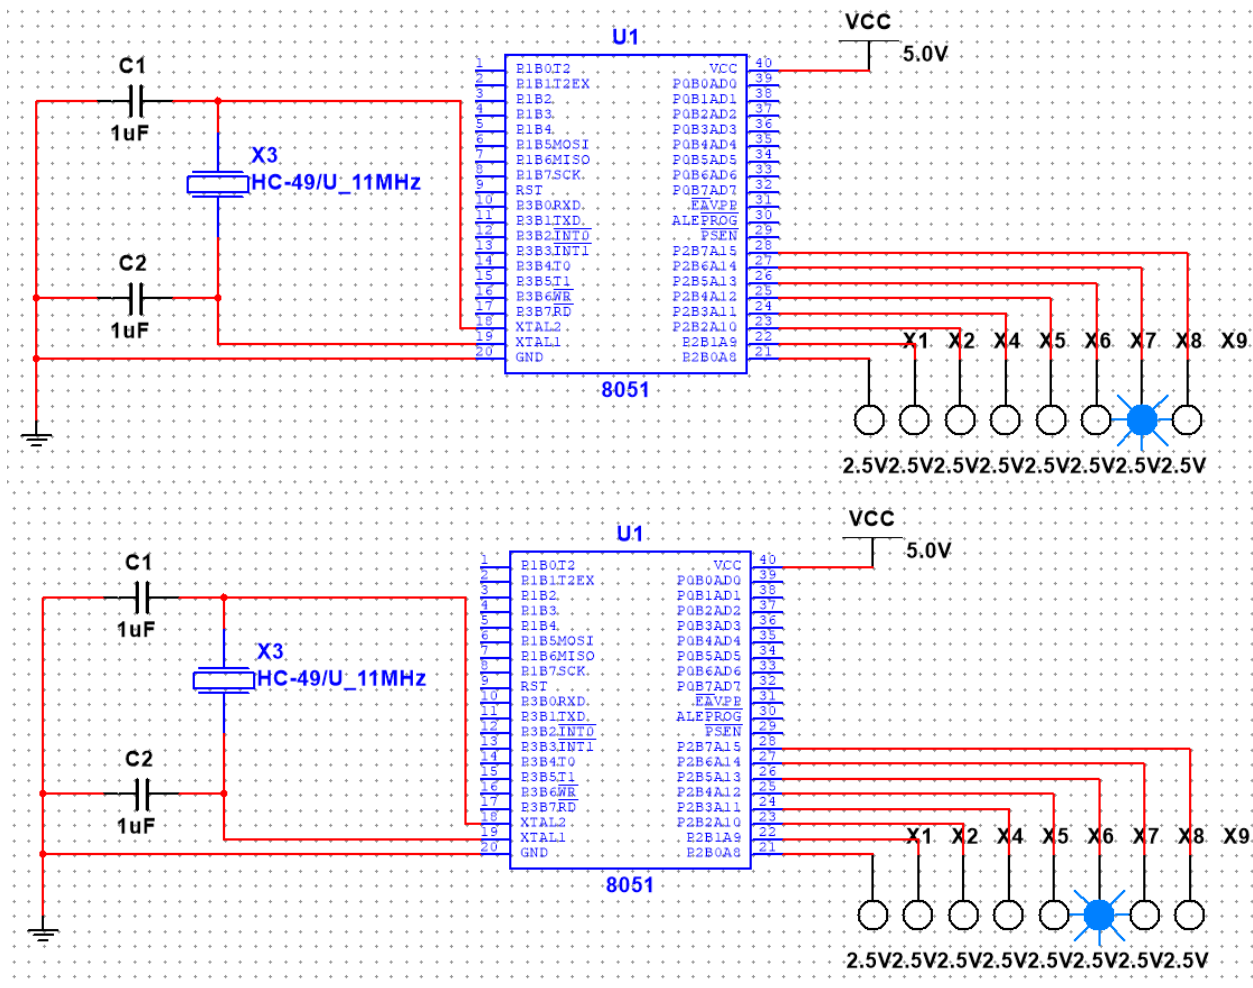 VCC
5.0V
U1
C1
1uF
X3
HC-49/U_11MHz
C2
1uF
1 P1B0T2
2 P1B1T2EX
3 P1B2
4 P1B3
5 P1B4
6 P1B5MOSI
7 P1B6MISO
8 P1B7SCK
9 RST
10 P3B0RXD
11 P3B1TXD
12 P3B2INT0
13 P3B3INT1
14 P3B4T0
15 P3B5T1
16 P3B6WR
17 P3B7RD
18 XTAL2
19 XTAL1
20 GND
VCC 40
P0B0AD0 39
P0B1AD1 38
P0B2AD2 37
P0B3AD3 36
P0B4AD4 35
P0B5AD5 34
P0B6AD6 33
P0B7AD7 32
EAVPP 31
ALEPROG 30
PSEN 29
P2B7A15 28
P2B6A14 27
P2B5A13 26
P2B4A12 25
P2B3A11 24
P2B2A10 23
P2B1A9 22
P2B0A8 21
8051
X1 X2 X4 X5 X6 X7 X8 X9
2.5V2.5V2.5V2.5V2.5V2.5V2.5V2.5V
VCC
5.0V
U1
C1
1uF
X3
HC-49/U_11MHz
C2
1uF
1 P1B0T2
2 P1B1T2EX
3 P1B2
4 P1B3
5 P1B4
6 P1B5MOSI
7 P1B6MISO
8 P1B7SCK
9 RST
10 P3B0RXD
11 P3B1TXD
12 P3B2INT0
13 P3B3INT1
14 P3B4T0
15 P3B5T1
16 P3B6WR
17 P3B7RD
18 XTAL2
19 XTAL1
20 GND
VCC 40
P0B0AD0 39
P0B1AD1 38
P0B2AD2 37
P0B3AD3 36
P0B4AD4 35
P0B5AD5 34
P0B6AD6 33
P0B7AD7 32
EAVPP 31
ALEPROG 30
PSEN 29
P2B7A15 28
P2B6A14 27
P2B5A13 26
P2B4A12 25
P2B3A11 24
P2B2A10 23
P2B1A9 22
P2B0A8 21
8051
X1 X2 X4 X5 X6 X7 X8 X9
2.5V2.5V2.5V2.5V2.5V2.5V2.5V2.5V